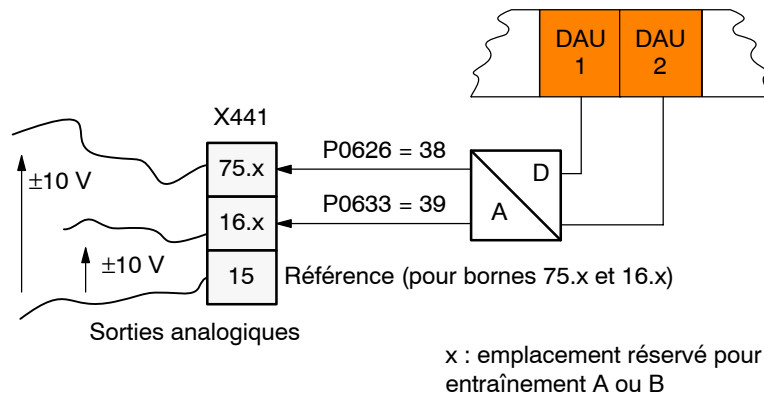 DAU
1
DAU
2
X441
75.x
P0626 = 38
D
±10 V
16.x
P0633 = 39
A
±10 V
15
Référence (pour bornes 75.x et 16.x)
Sorties analogiques
x : emplacement réservé pour
entraînement A ou B